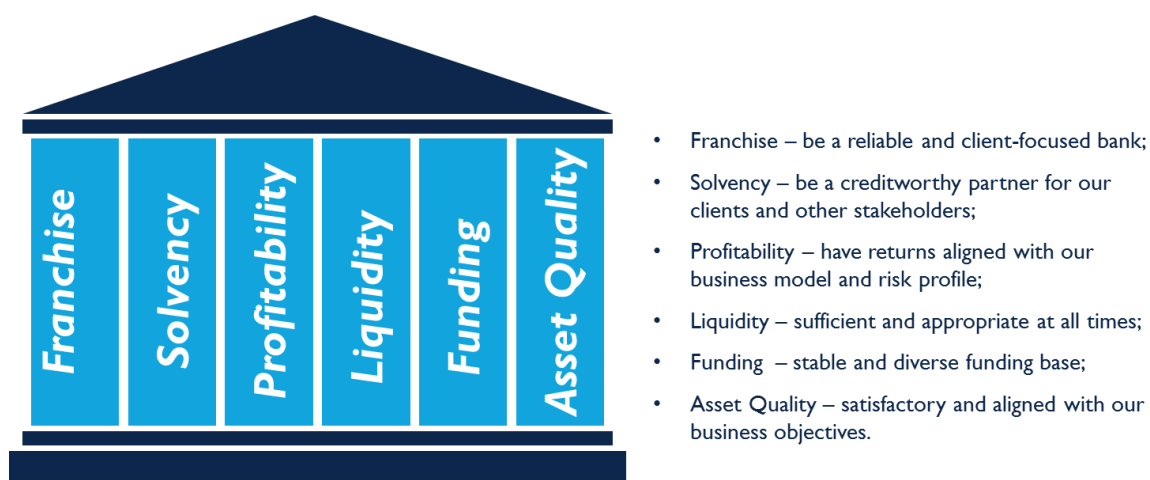 Franchise
Solvency
Profitability
Liquidity
Funding
Asset Quality
• Franchise – be a reliable and client-focused bank;
• Solvency – be a creditworthy partner for our
clients and other stakeholders;
• Profitability – have returns aligned with our
business model and risk profile;
• Liquidity – sufficient and appropriate at all times;
• Funding – stable and diverse funding base;
• Asset Quality – satisfactory and aligned with our
business objectives.